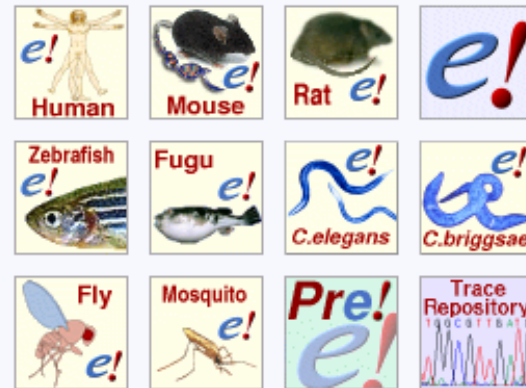 e!
Human
e!
Mouse
Rat e!
e!
Zebrafish
e!
Fugu
e!
e!
C.elegans
e!
C.briggsae
Fly
e!
Mosquito
e!
Pre!
e!
Trace
Repository